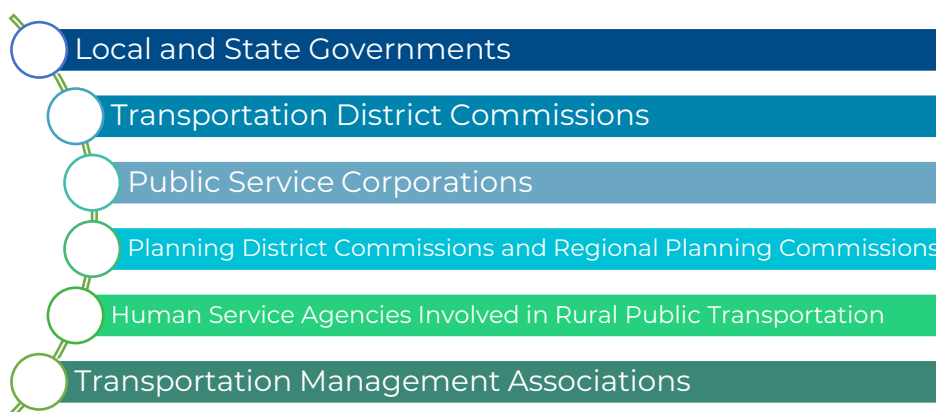 Local and State Governments
Transportation District Commissions
Public Service Corporations
Planning District Commissions and Regional Planning Commissions
Human Service Agencies Involved in Rural Public Transportation
Transportation Management Associations